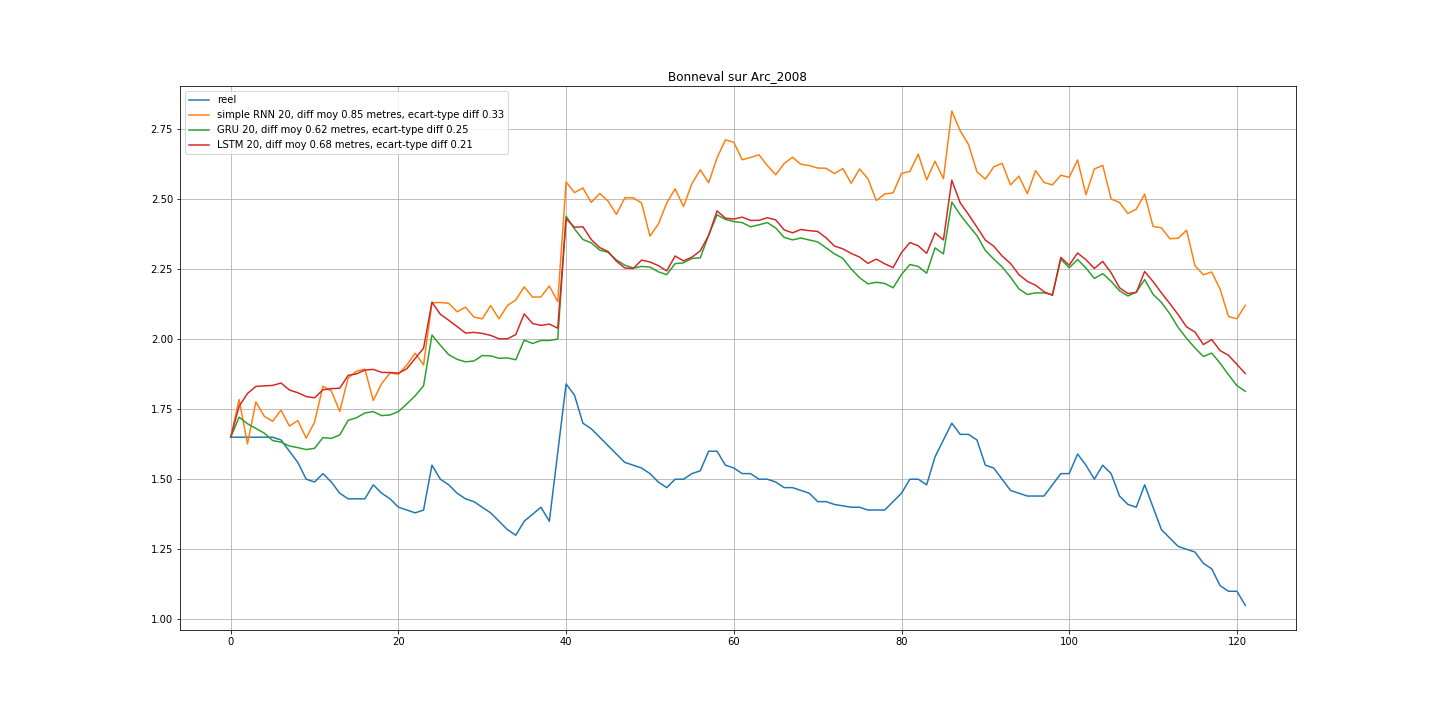 Bonneval sur Arc_2008
reel
simple RNN 20, diff moy 0.85 metres, ecart-type diff 0.33
GRU 20, diff moy 0.62 metres, ecart-type diff 0.25
LSTM 20, diff moy 0.68 metres, ecart-type diff 0.21
2.75
2.50
2.25
2.00
1.75
1.50
1.25
1.00
0 20 40 60 80 100 120